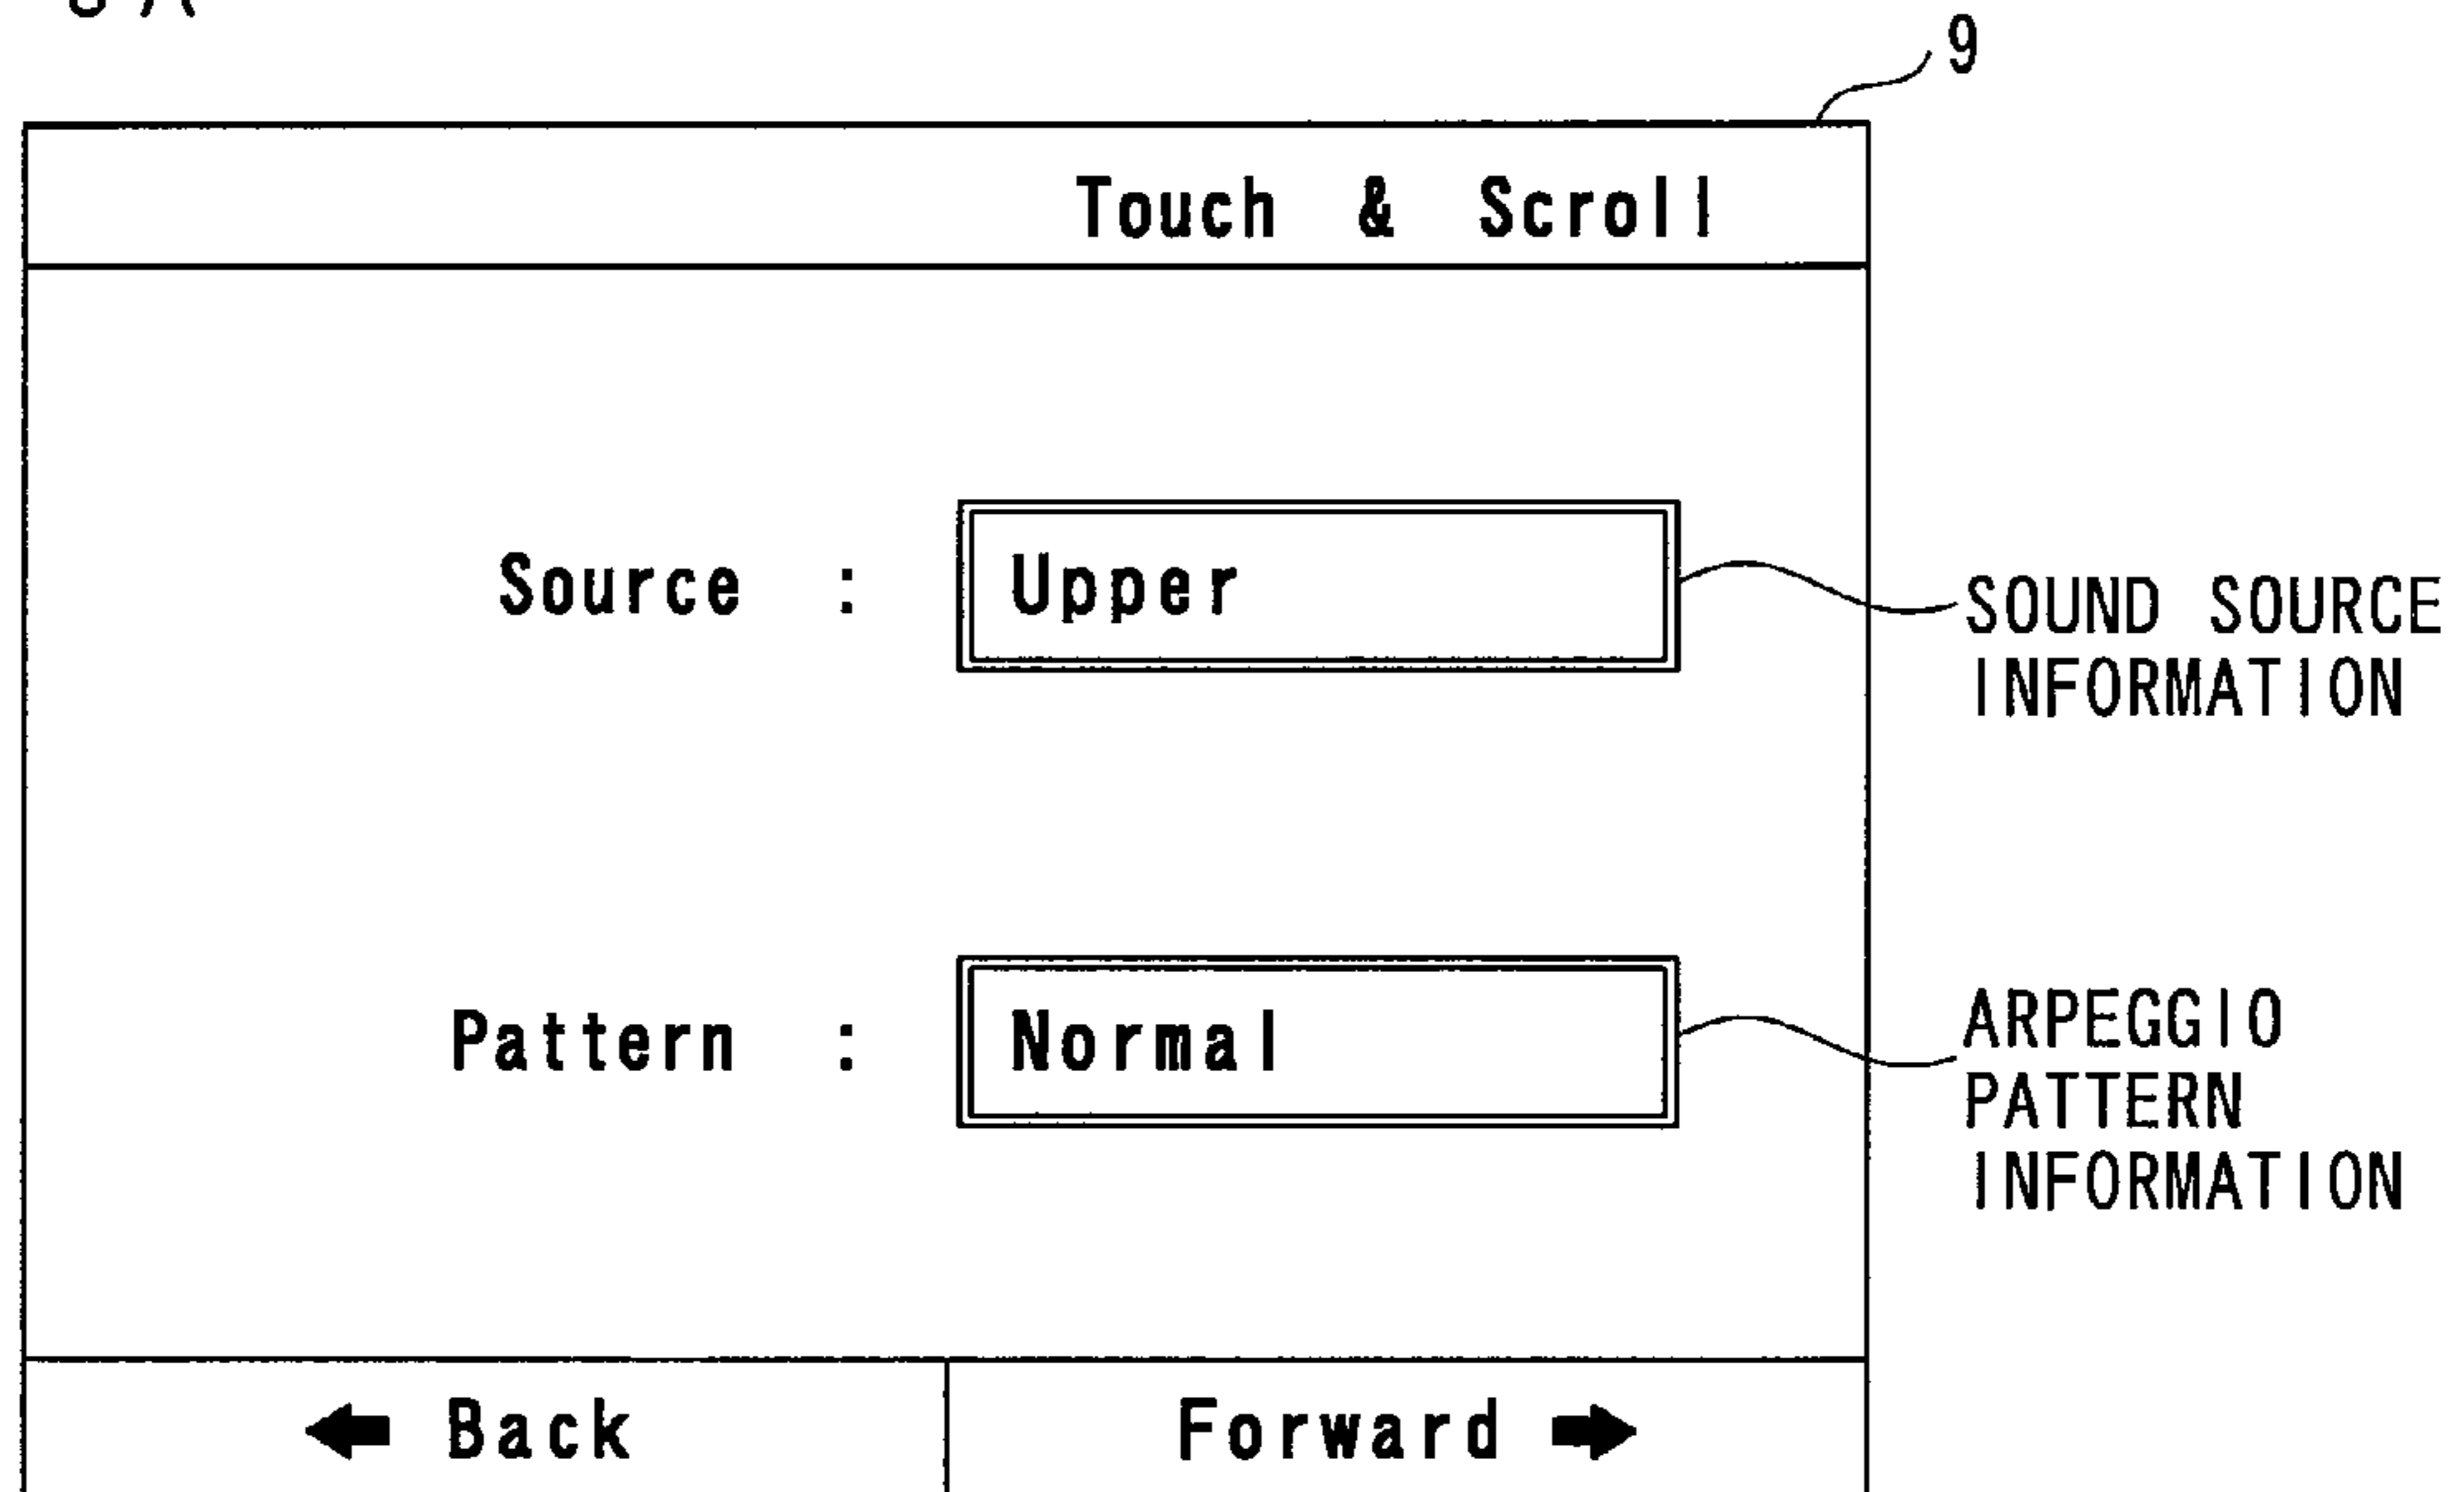 9
Touch & Scroll
Source : Upper
SOUND SOURCE
INFORMATION
Pattern : Normal
ARPEGGIO
PATTERN
INFORMATION
Back Forward